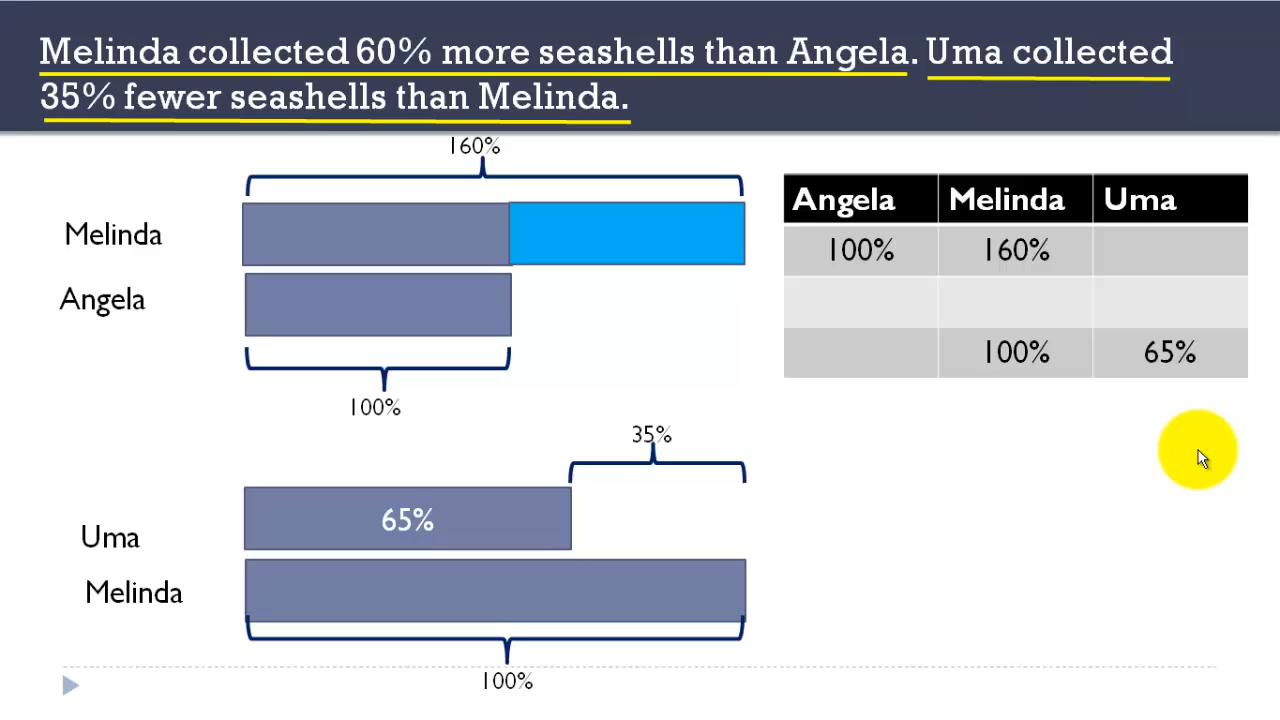 Melinda collected 60% more seashells than Angela. Uma collected
35% fewer seashells than Melinda.
160%
Melinda
Angela
100%
Angela Melinda Uma
100% 160%
100% 65%
35%
Uma 65%
Melinda
100%